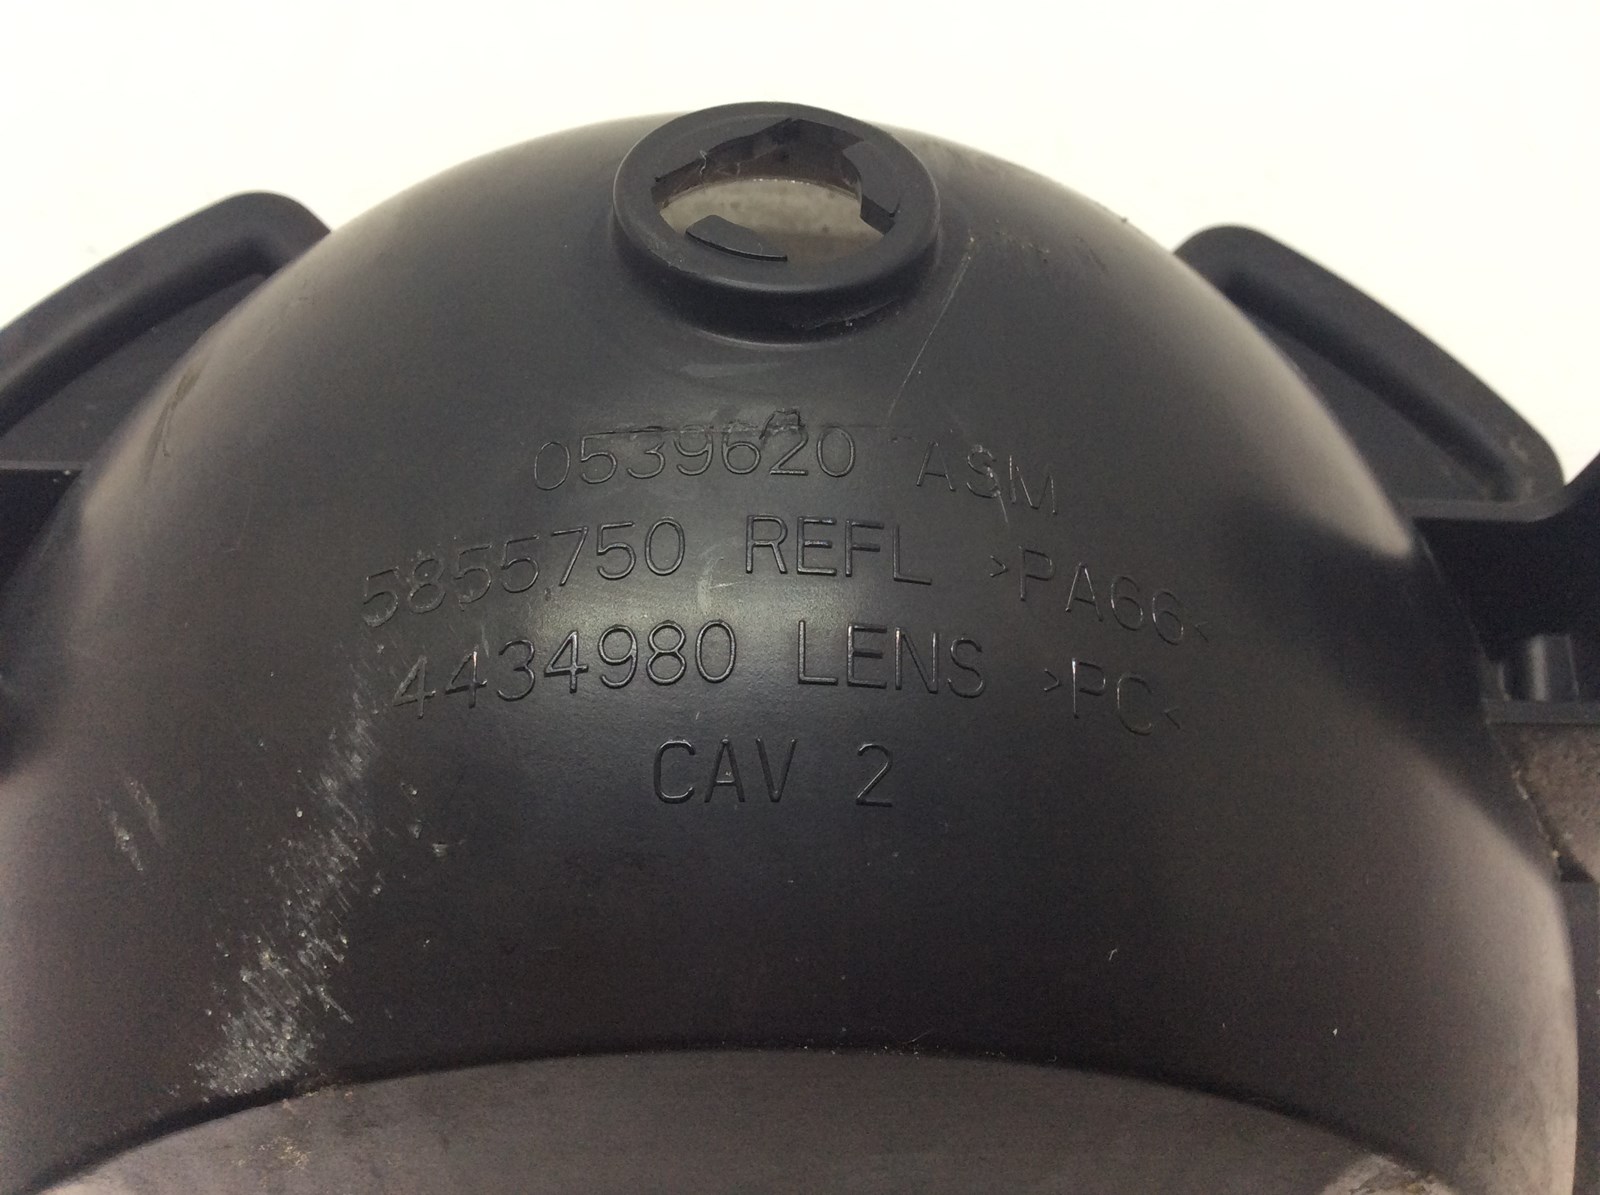 0539620 ASM
5855750 REFL >PA66<
4434980 LENS >PC<
CAV 2